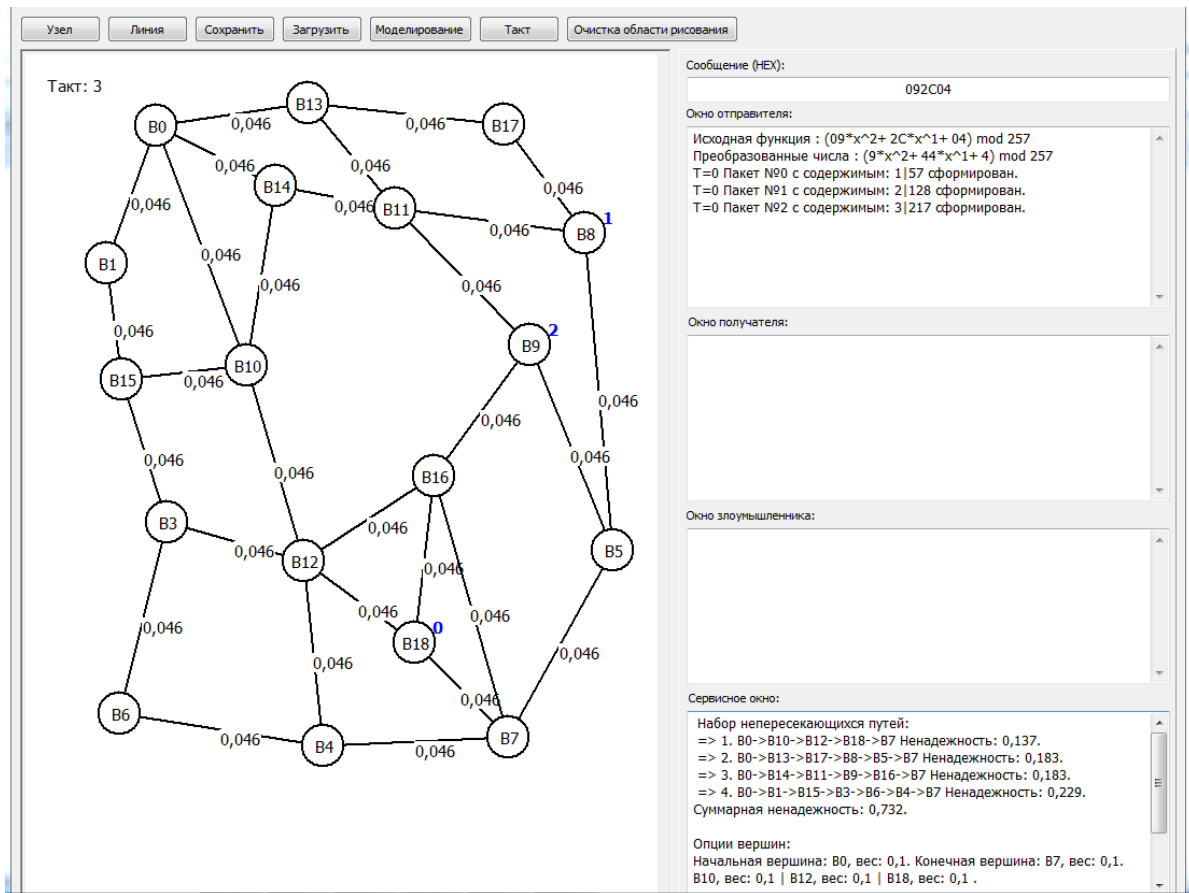 Узел Линия Сохранить Загрузить Моделирование Такт Очистка области рисования
Такт: 3
B13
0,046
0,046
B17
B0
0,046
0,046
B14
0,046
0,046
0,046
B11
0,046
1
B8
B1
0,046
0,046
0,046
0,046
2
B9
B15
0,046
B10
0,046
0,046
0,046
0,046
0,046
B16
B3
0,046
0,046
B12
B5
0,046
0,046
0,046
0,046
0
B18
0,046
0,046
0,046
B6
0,046
B4
0,046
B7
Сообщение (HEX):
092C04
Окно отправителя:
Исходная функция : (09*x^2+ 2C*x^1+ 04) mod 257
Преобразованные числа : (9*x^2+ 44*x^1+ 4) mod 257
T=0 Пакет №0 с содержимым: 1|57 сформирован.
T=0 Пакет №1 с содержимым: 2|128 сформирован.
T=0 Пакет №2 с содержимым: 3|217 сформирован.
Окно получателя:
Окно злоумышленника:
Сервисное окно:
Набор непересекающихся путей:
=> 1. B0->B10->B12->B18->B7 Ненадежность: 0,137.
=> 2. B0->B13->B17->B8->B5->B7 Ненадежность: 0,183.
=> 3. B0->B14->B11->B9->B16->B7 Ненадежность: 0,183.
=> 4. B0->B1->B15->B3->B6->B4->B7 Ненадежность: 0,229.
Суммарная ненадежность: 0,732.
Опции вершин:
Начальная вершина: B0, вес: 0,1. Конечная вершина: B7, вес: 0,1.
B10, вес: 0,1 | B12, вес: 0,1 | B18, вес: 0,1 .